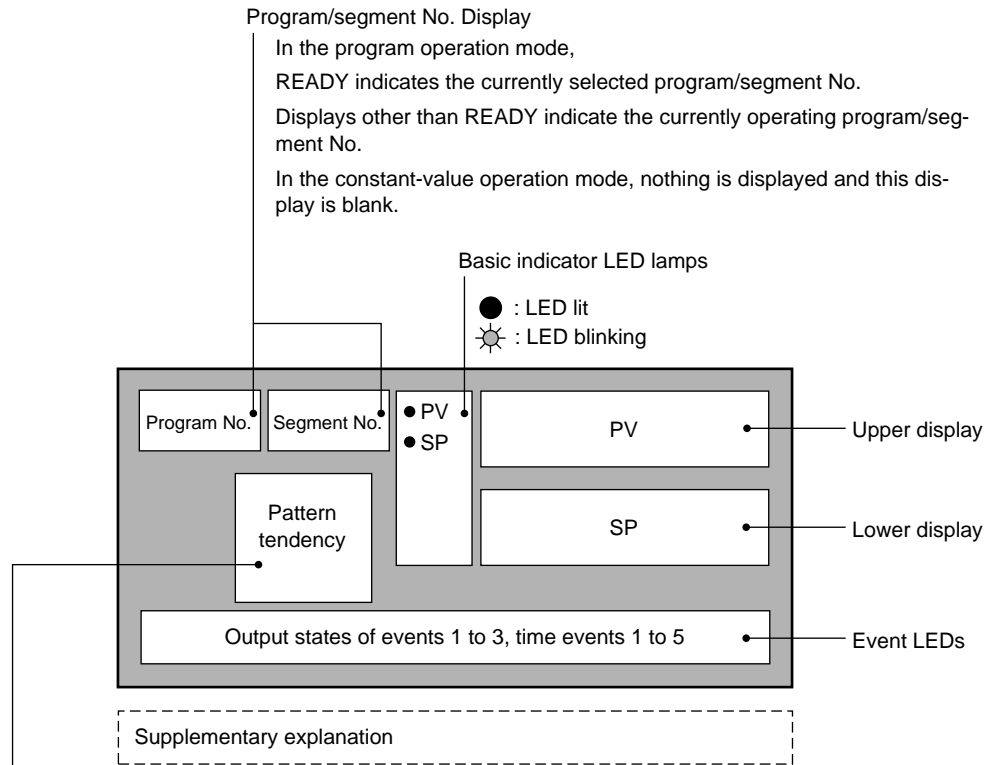 Program/segment No. Display
In the program operation mode,
READY indicates the currently selected program/segment No.
Displays other than READY indicate the currently operating program/seg-
ment No.
In the constant-value operation mode, nothing is displayed and this dis-
play is blank.
Basic indicator LED lamps
: LED lit
: LED blinking
Program No.
Segment No.
PV
SP
PV
Upper display
Pattern
tendency
SP
Lower display
Output states of events 1 to 3, time events 1 to 5
Event LEDs
Supplementary explanation